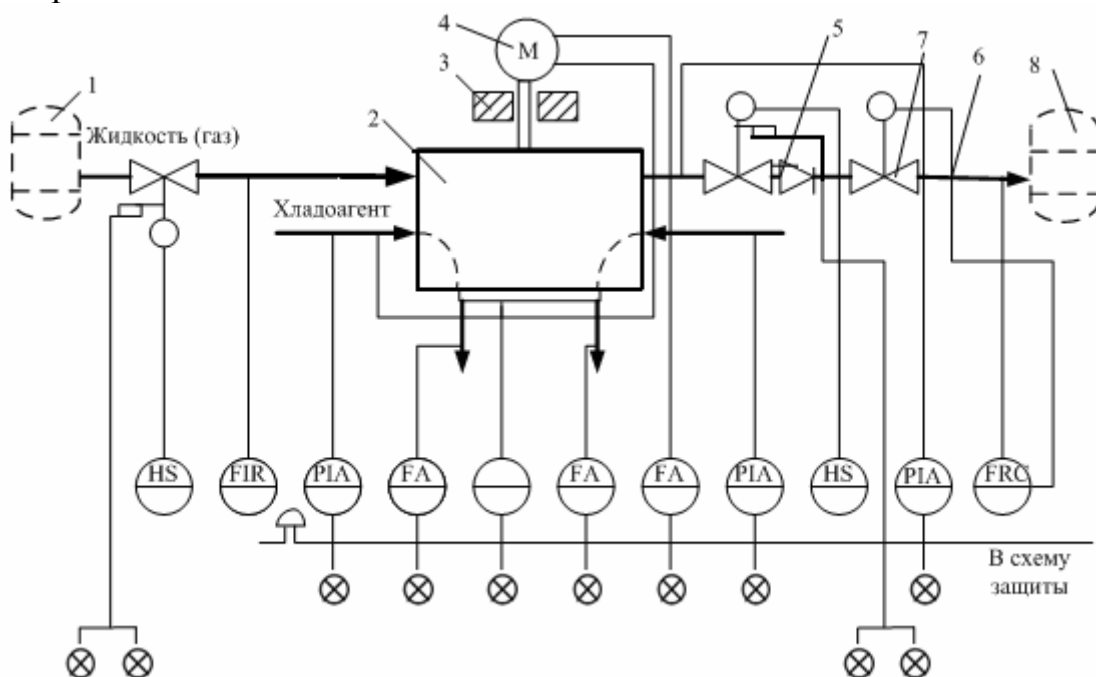 4
M
5
7
6
8
3
1
2
Жидкость (газ)
Хладоагент
HS
FIR
PIA
FA
FA
FA
PIA
HS
PIA
FRC
В схему
защиты